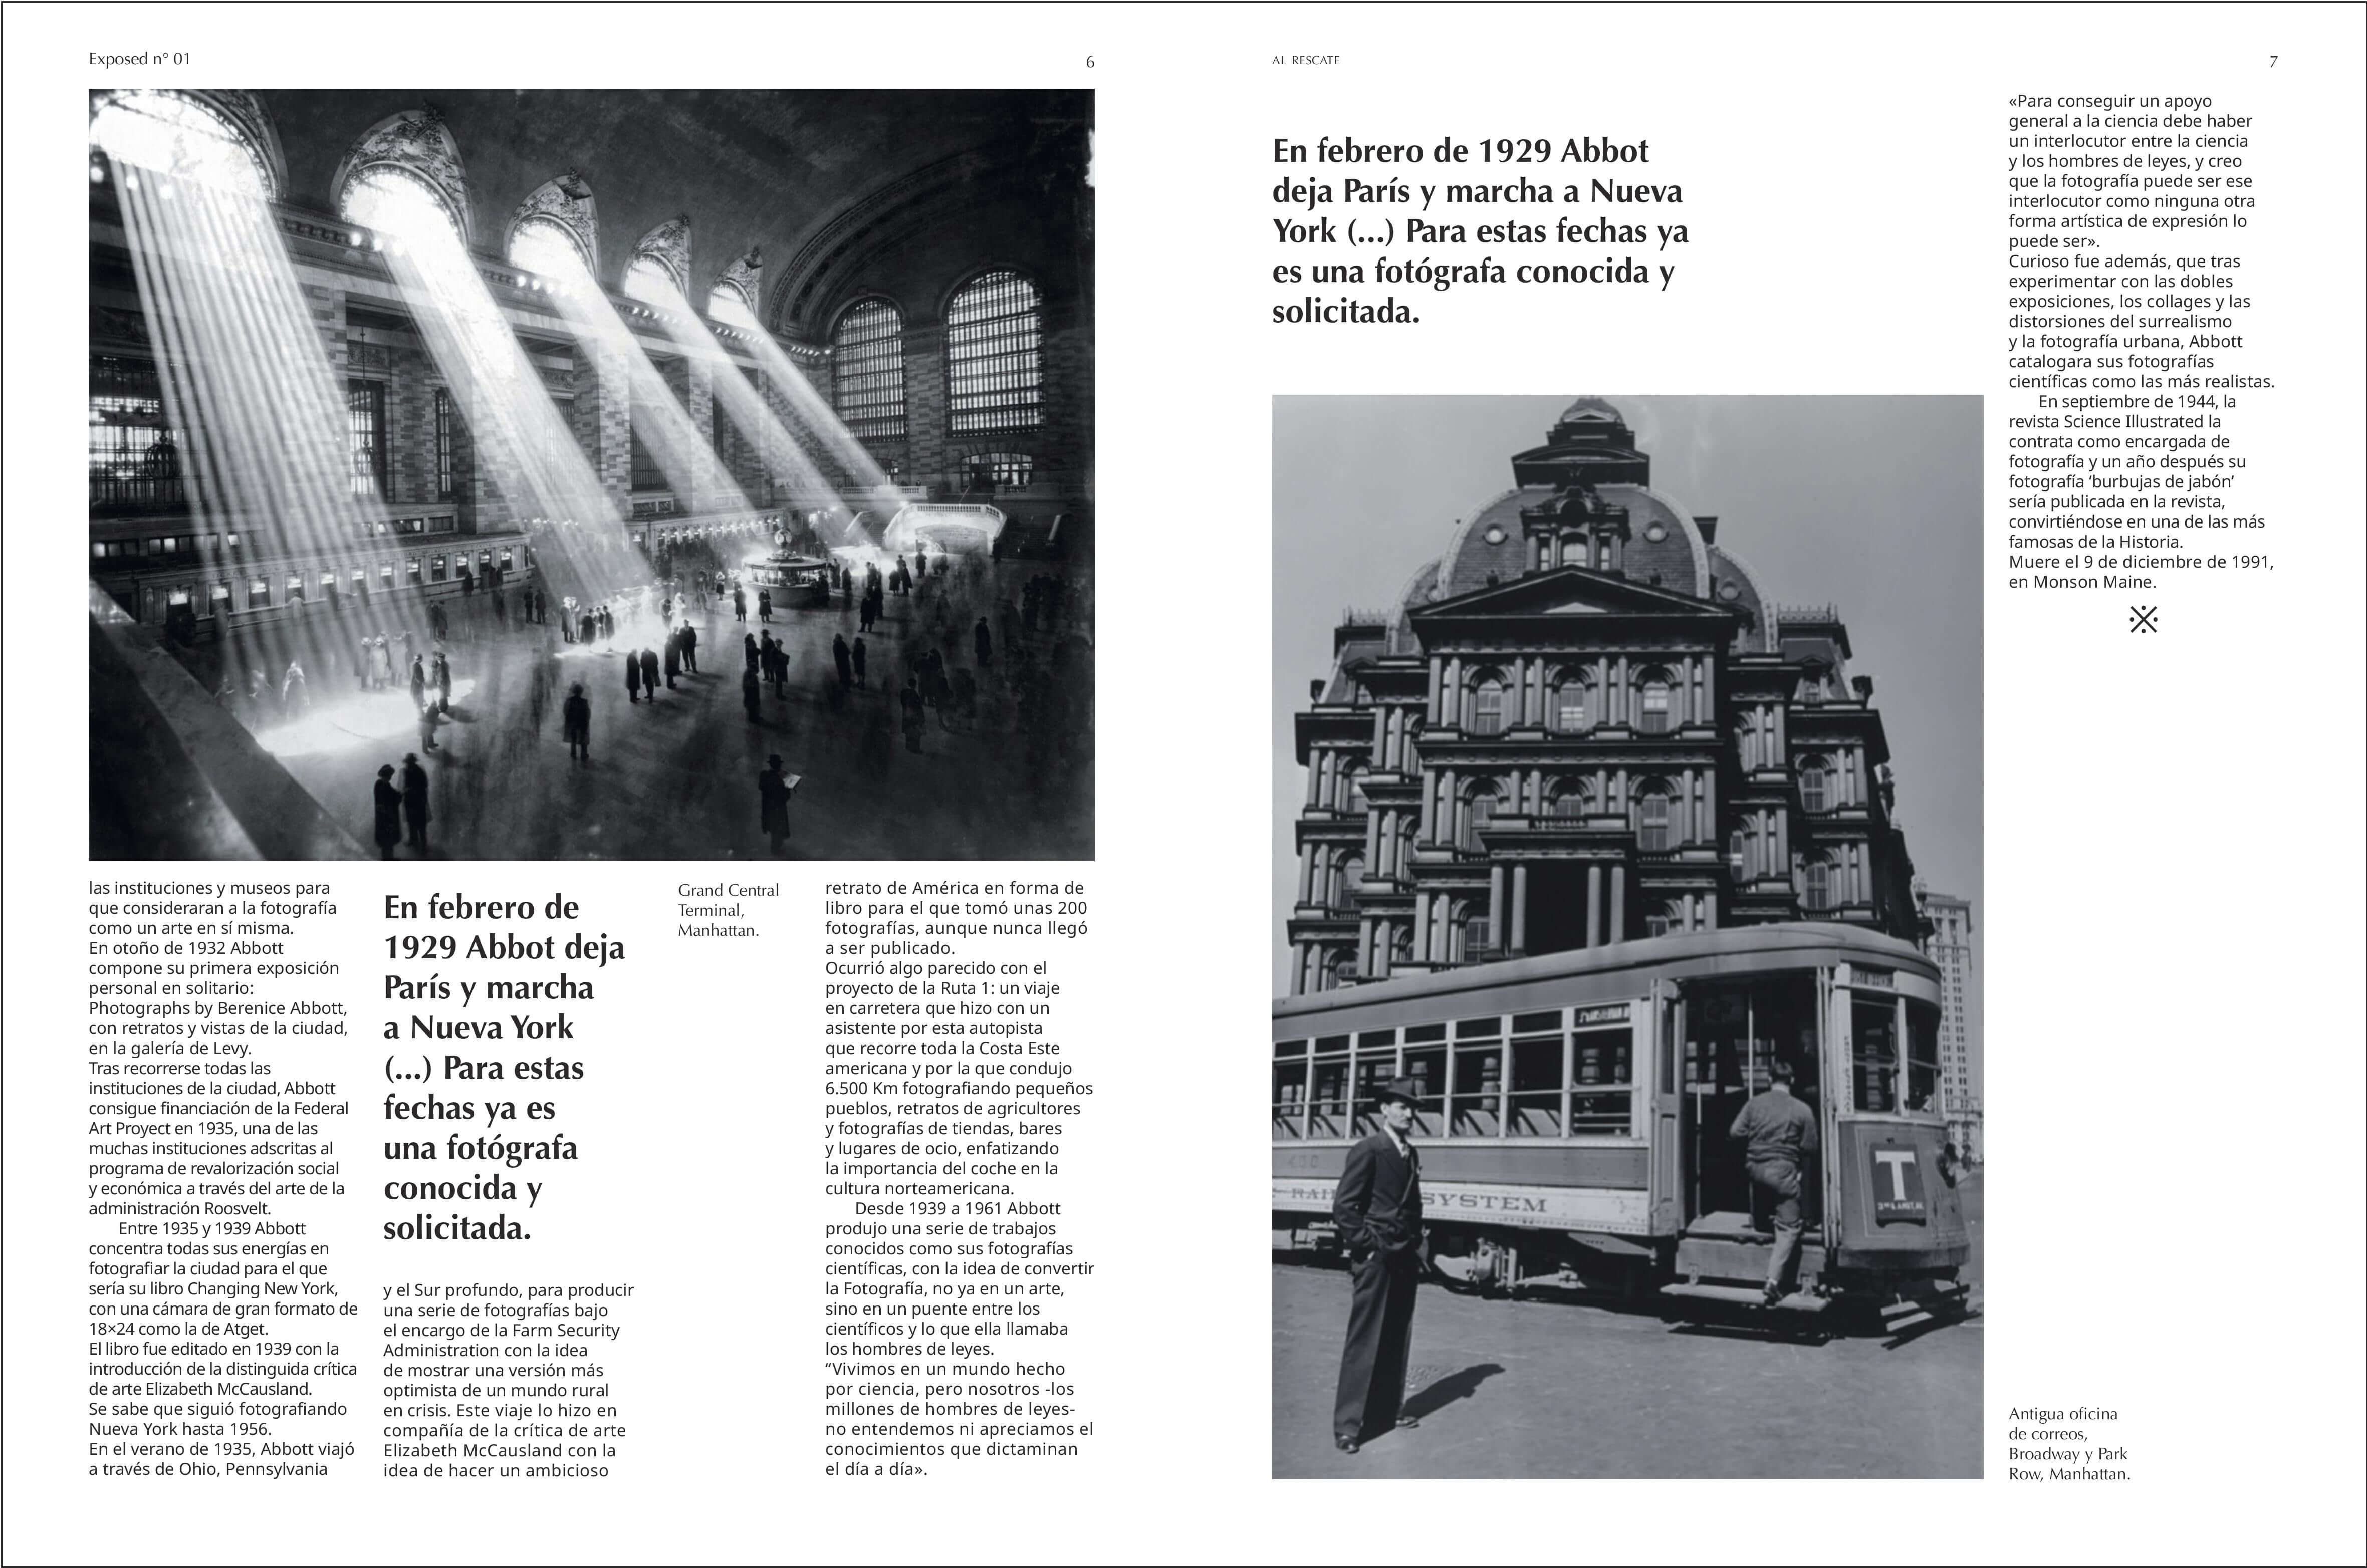 Exposed n° 01
6
las instituciones y museos para
que consideraran a la fotografía
como un arte en sí misma.
En otoño de 1932 Abbott
compone su primera exposición
personal en solitario:
Photographs by Berenice Abbott,
con retratos y vistas de la ciudad,
en la galería de Levy.
Tras recorrerse todas las
instituciones de la ciudad, Abbott
consigue financiación de la Federal
Art Proyect en 1935, una de las
muchas instituciones adscritas al
programa de revalorización social
y económica a través del arte de la
administración Roosvelt.
Entre 1935 y 1939 Abbott
concentra todas sus energías en
fotografiar la ciudad para el que
sería su libro Changing New York,
con una cámara de gran formato de
18×24 como la de Atget.
El libro fue editado en 1939 con la
introducción de la distinguida crítica
de arte Elizabeth McCausland.
Se sabe que siguió fotografiando
Nueva York hasta 1956.
En el verano de 1935, Abbott viajó
a través de Ohio, Pennsylvania
En febrero de
1929 Abbot deja
París y marcha
a Nueva York
(...) Para estas
fechas ya es
una fotógrafa
conocida y
solicitada.
y el Sur profundo, para producir
una serie de fotografías bajo
el encargo de la Farm Security
Administration con la idea
de mostrar una versión más
optimista de un mundo rural
en crisis. Este viaje lo hizo en
compañía de la crítica de arte
Elizabeth McCausland con la
idea de hacer un ambicioso
Grand Central
Terminal,
Manhattan.
retrato de América en forma de
libro para el que tomó unas 200
fotografías, aunque nunca llegó
a ser publicado.
Ocurrió algo parecido con el
proyecto de la Ruta 1: un viaje
en carretera que hizo con un
asistente por esta autopista
que recorre toda la Costa Este
americana y por la que condujo
6.500 Km fotografiando pequeños
pueblos, retratos de agricultores
y fotografías de tiendas, bares
y lugares de ocio, enfatizando
la importancia del coche en la
cultura norteamericana.
Desde 1939 a 1961 Abbott
produjo una serie de trabajos
conocidos como sus fotografías
científicas, con la idea de convertir
la Fotografía, no ya en un arte,
sino en un puente entre los
científicos y lo que ella llamaba
los hombres de leyes.
“Vivimos en un mundo hecho
por ciencia, pero nosotros -los
millones de hombres de leyes-
no entendemos ni apreciamos el
conocimientos que dictaminan
el día a día».
AL RESCATE
7
En febrero de 1929 Abbot
deja París y marcha a Nueva
York (...) Para estas fechas ya
es una fotógrafa conocida y
solicitada.
SYSTEM
T
«Para conseguir un apoyo
general a la ciencia debe haber
un interlocutor entre la ciencia
y los hombres de leyes, y creo
que la fotografía puede ser ese
interlocutor como ninguna otra
forma artística de expresión lo
puede ser».
Curioso fue además, que tras
experimentar con las dobles
exposiciones, los collages y las
distorsiones del surrealismo
y la fotografía urbana, Abbott
catalogara sus fotografías
científicas como las más realistas.
En septiembre de 1944, la
revista Science Illustrated la
contrata como encargada de
fotografía y un año después su
fotografía ‘burbujas de jabón’
sería publicada en la revista,
convirtiéndose en una de las más
famosas de la Historia.
Muere el 9 de diciembre de 1991,
en Monson Maine.
※
Antigua oficina
de correos,
Broadway y Park
Row, Manhattan.